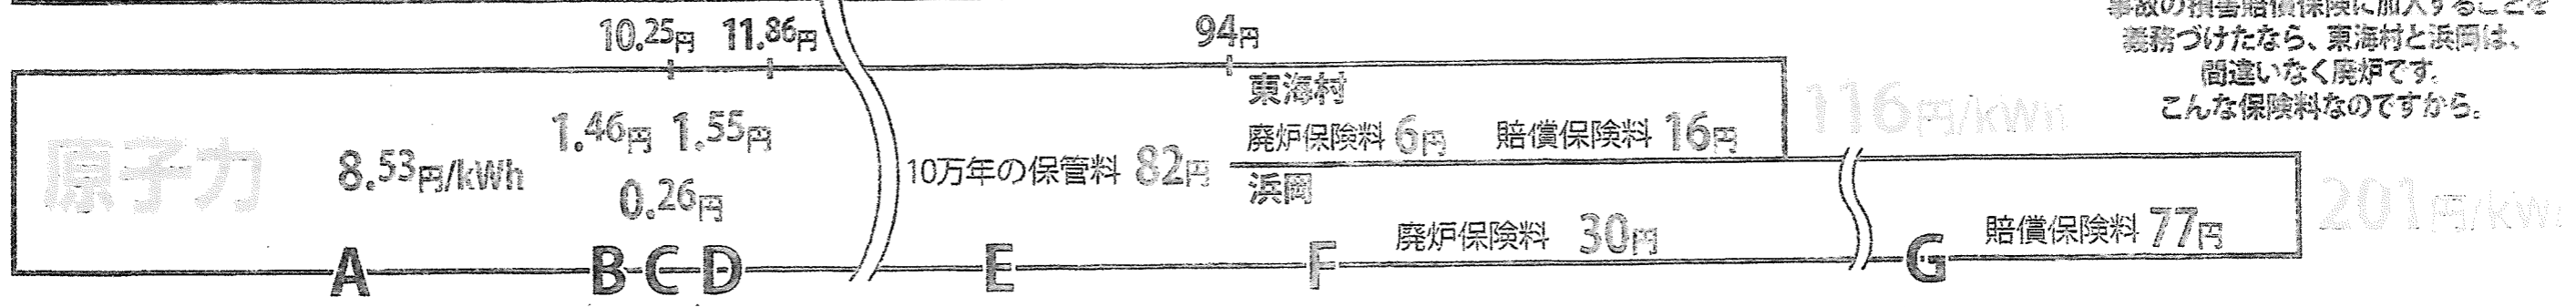 10.25円 11.86円 94円
原子力
8.53円/kWh
1.46円 1.55円
0.26円
10万年の保管料 82円
東海村
廃炉保険料 6円 賠償保険料 16円
116円/kWh
浜岡
廃炉保険料 30円
賠償保険料 77円
201円/kWh
A B C D E F G
事故の損害賠償保険に加入することを
義務づけたなら、東海村と浜岡は、
間違いなく廃炉です。
こんな保険料なのですから。